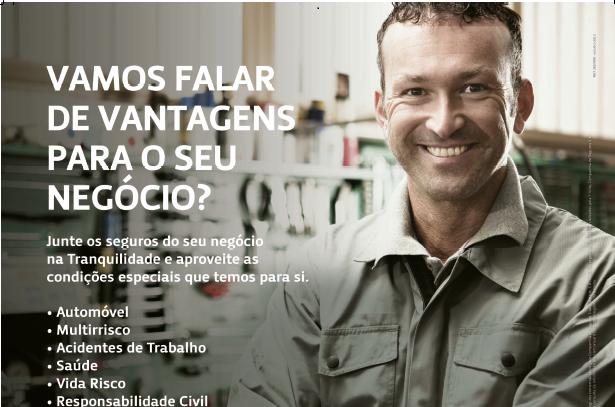 VAMOS FALAR
DE VANTAGENS
PARA O SEU
NEGÓCIO?
Junte os seguros do seu negócio
na Tranquilidade e aproveite as
condições especiais que temos para si.
• Automóvel
• Multirrisco
• Acidentes de Trabalho
• Saúde
• Vida Risco
• Responsabilidade Civil